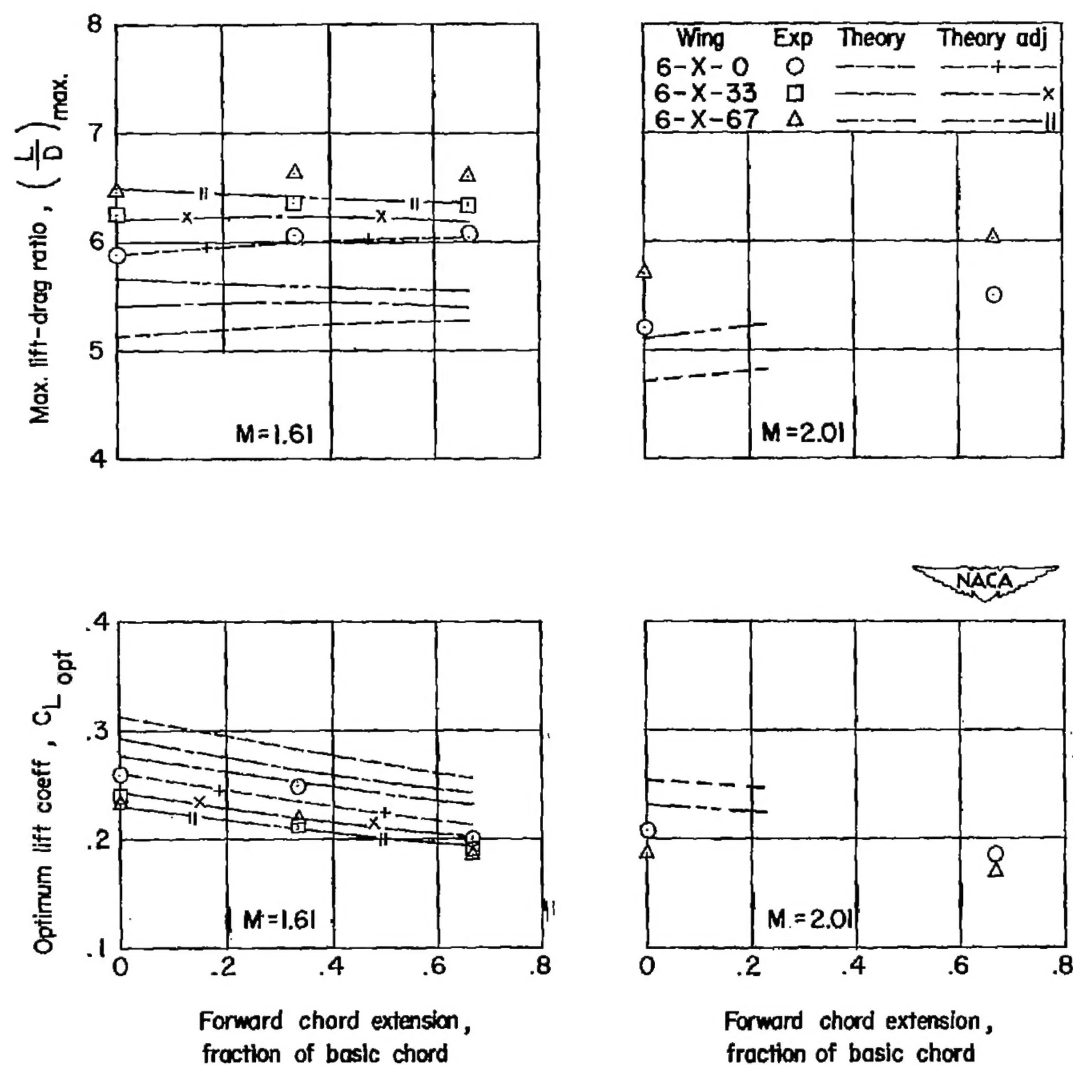 Max. lift-drag ratio, (L/D)max.
8
7
6
5
4
M=1.61
Wing Exp Theory Theory adj
6-X-0
6-X-33
6-X-67
M=2.01
NACA
Optimum lift coeff, CL opt
.4
.3
.2
.1
M=1.61
M.=2.01
0 .2 .4 .6 .8
0 .2 .4 .6 .8
Forward chord extension,
fraction of basic chord
Forward chord extension,
fraction of basic chord